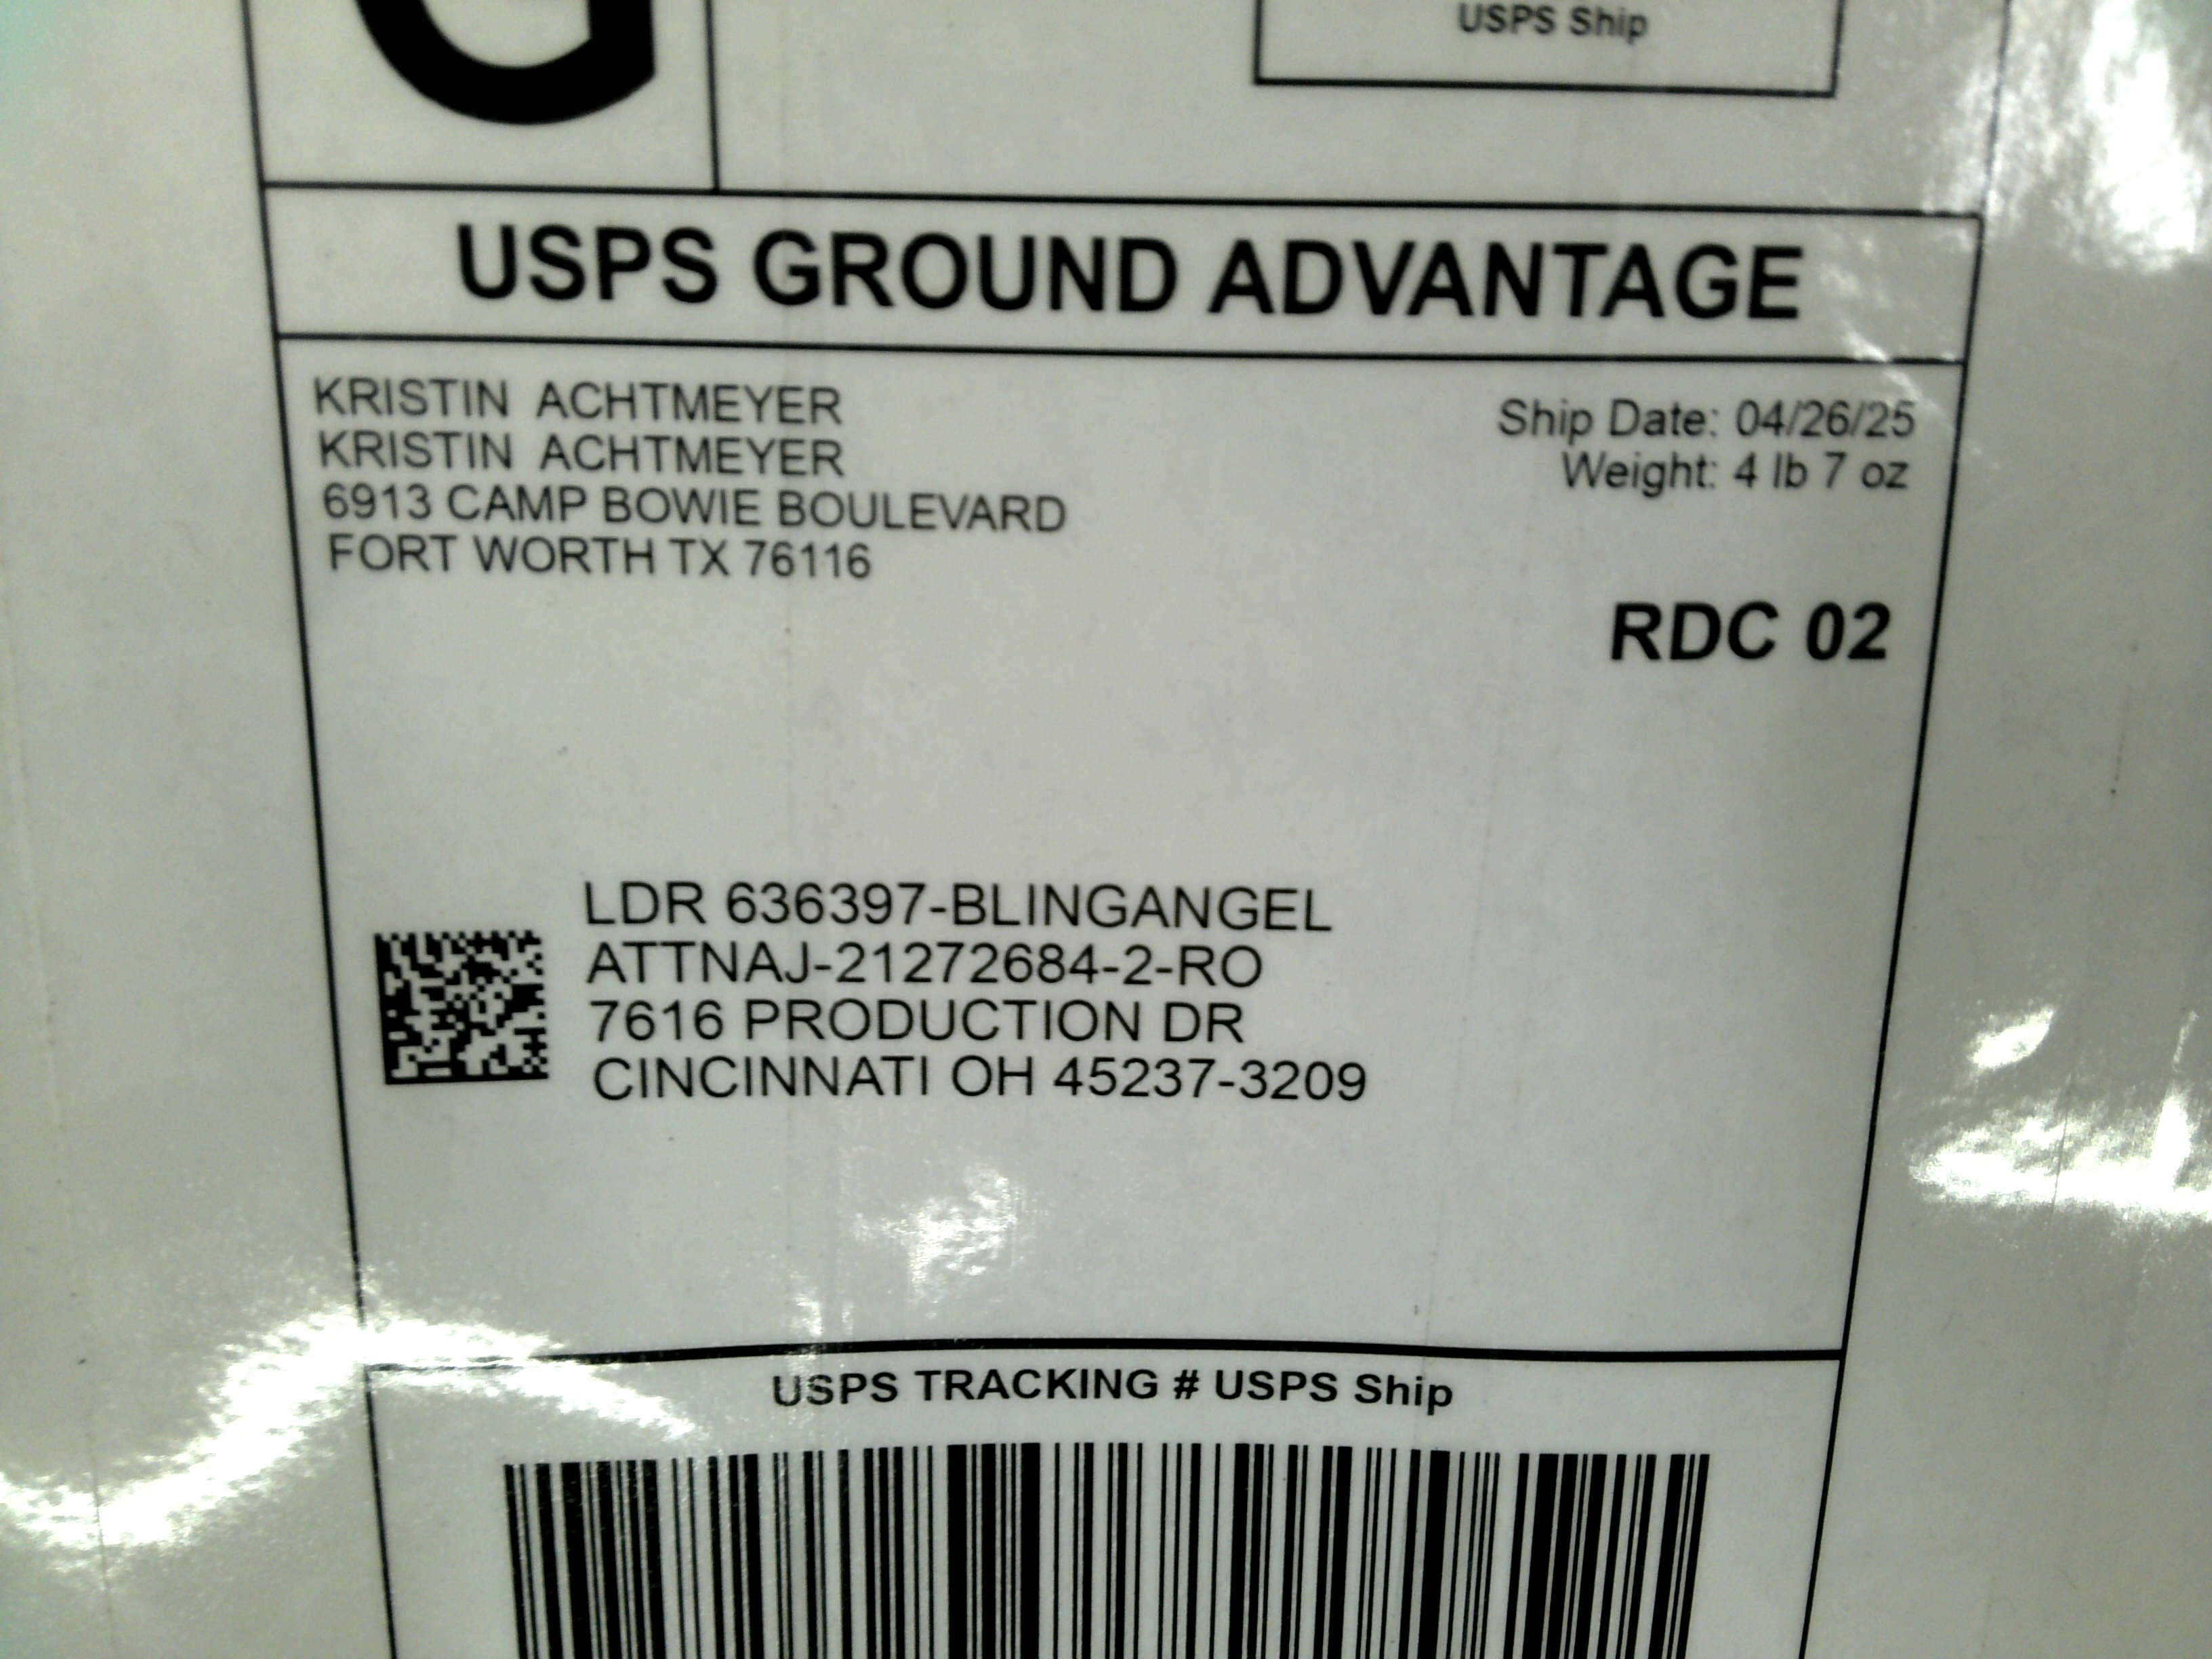 G
USPS Ship
USPS GROUND ADVANTAGE
KRISTIN ACHTMEYER
KRISTIN ACHTMEYER
6913 CAMP BOWIE BOULEVARD
FORT WORTH TX 76116
Ship Date: 04/26/25
Weight: 4 lb 7 oz
RDC 02
LDR 636397-BLINGANGEL
ATTNAJ-21272684-2-RO
7616 PRODUCTION DR
CINCINNATI OH 45237-3209
USPS TRACKING # USPS Ship